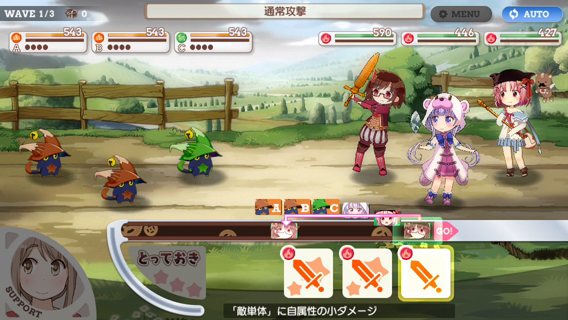 WAVE 1/3 0
通常攻撃
MENU
AUTO
543 543 543
A B C
590 446 427
A B C
GO!
とっておき
SUPPORT
「敵単体」に自属性の小ダメージ